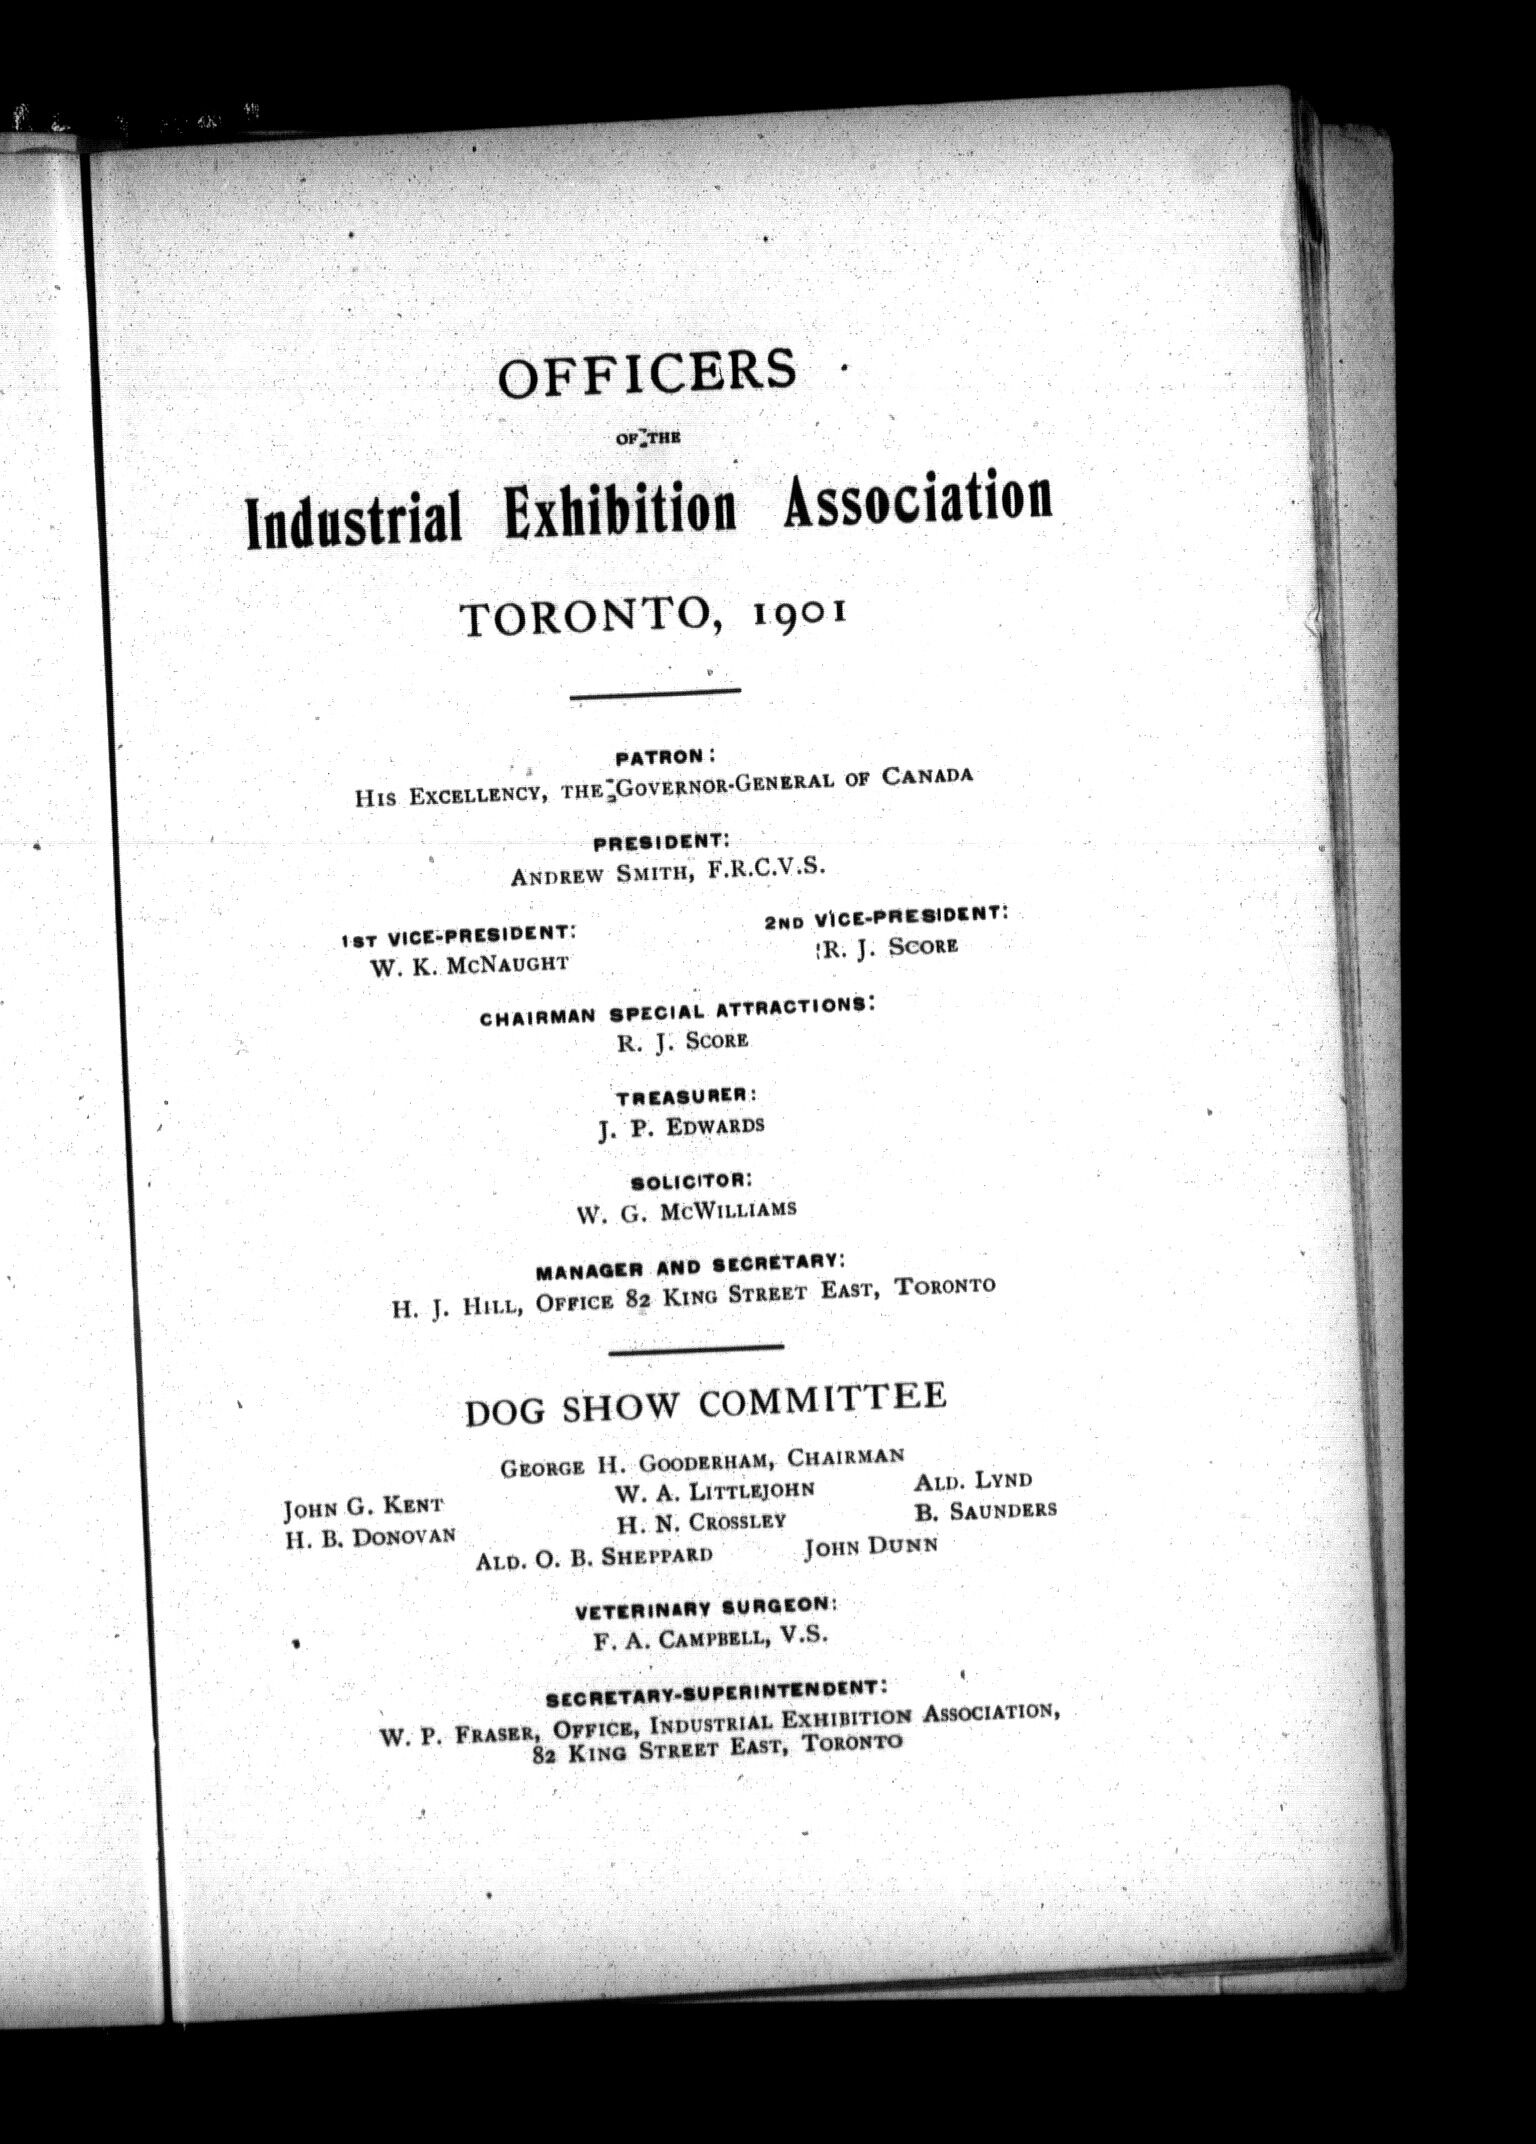 OFFICERS
OF THE
Industrial Exhibition Association
TORONTO, 1901
PATRON:
HIS EXCELLENCY, THE GOVERNOR-GENERAL OF CANADA
PRESIDENT:
ANDREW SMITH, F.R.C.V.S.
1ST VICE-PRESIDENT: 2ND VICE-PRESIDENT:
W. K. MCNAUGHT R. J. SCORE
CHAIRMAN SPECIAL ATTRACTIONS:
R. J. SCORE
TREASURER:
J. P. EDWARDS
SOLICITOR:
W. G. MCWILLIAMS
MANAGER AND SECRETARY:
H. J. HILL, OFFICE 82 KING STREET EAST, TORONTO
DOG SHOW COMMITTEE
GEORGE H. GOODERHAM, CHAIRMAN
JOHN G. KENT W. A. LITTLEJOHN ALD. LYND
H. B. DONOVAN H. N. CROSSLEY B. SAUNDERS
ALD. O. B. SHEPPARD JOHN DUNN
VETERINARY SURGEON:
F. A. CAMPBELL, V.S.
SECRETARY-SUPERINTENDENT:
W. P. FRASER, OFFICE, INDUSTRIAL EXHIBITION ASSOCIATION,
82 KING STREET EAST, TORONTO